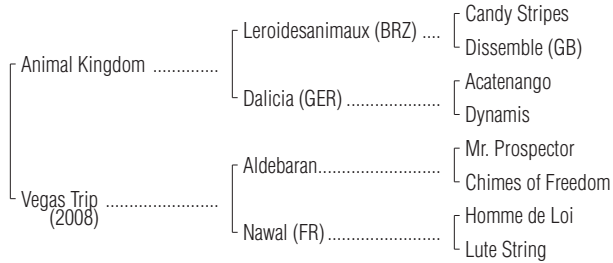 Candy Stripes
Leroidesanimaux (BRZ) ....
Dissemble (GB)
Animal Kingdom ..............
Acatenango
Dalicia (GER) .......................
Dynamis
Mr. Prospector
Aldebaran............................
Chimes of Freedom
Vegas Trip ........................
(2008)
Homme de Loi
Nawal (FR) ...........................
Lute String